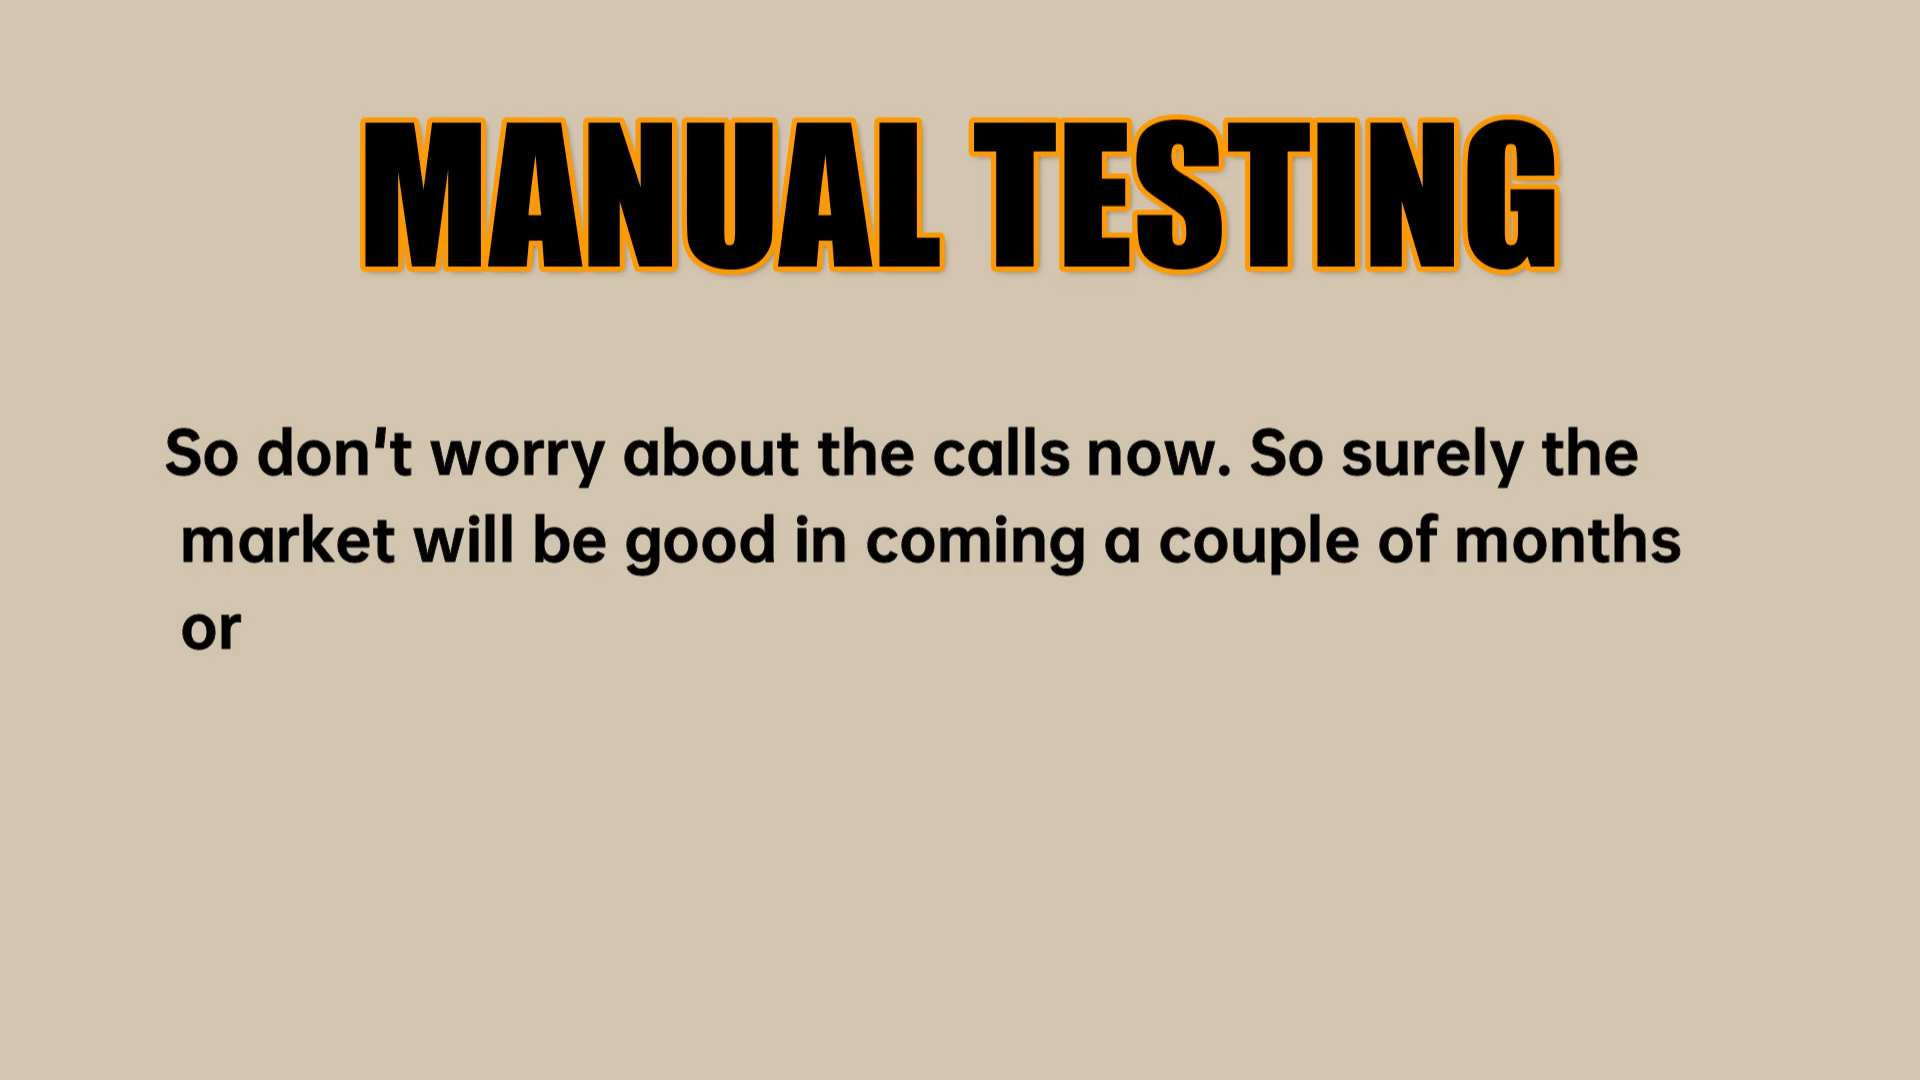 MANUAL TESTING
So don't worry about the calls now. So surely the
market will be good in coming a couple of months
or